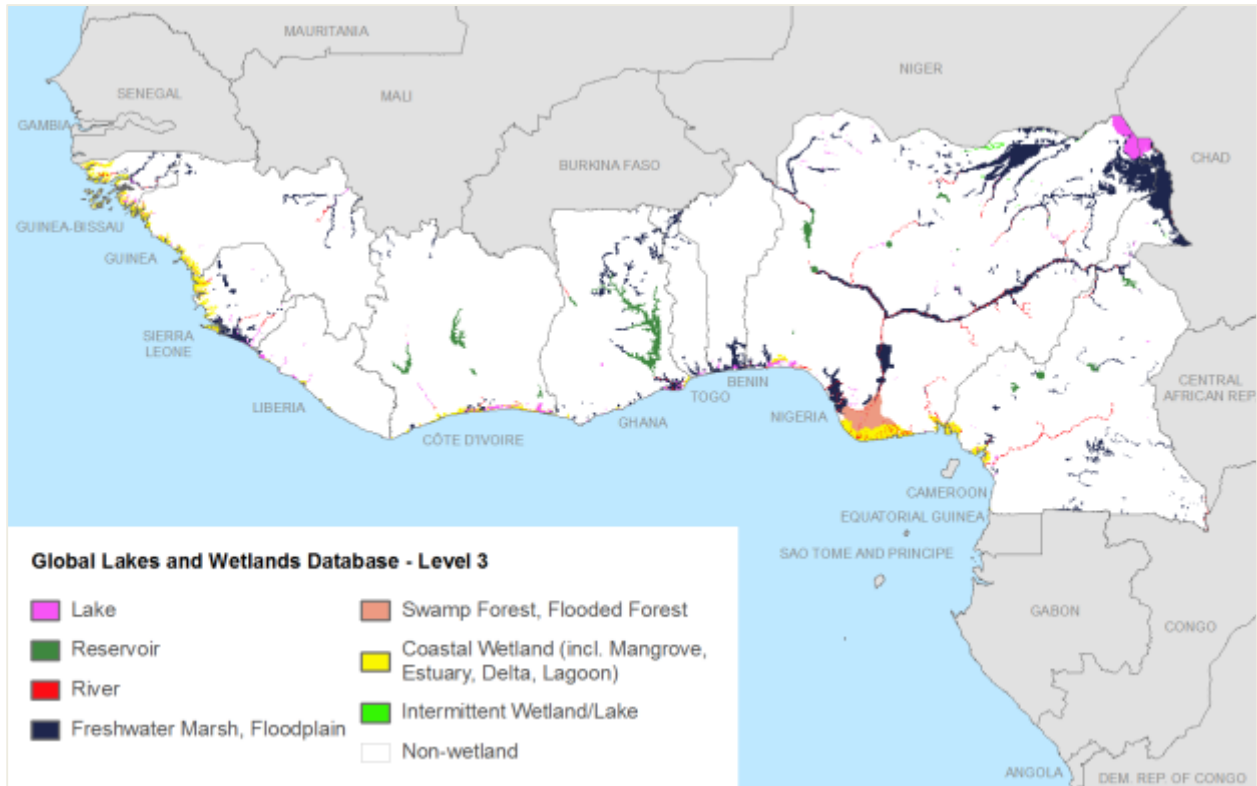 MAURITANIA
NIGER
SENEGAL
MALI
GAMBIA
CHAD
BURKINA FASO
GUINEA-BISSAU
GUINEA
SIERRA
LEONE
BENIN
TOGO
CENTRAL
AFRICAN REP
LIBERIA
GHANA
NIGERIA
CÔTE D'IVOIRE
CAMEROON
EQUATORIAL GUINEA
SAO TOME AND PRINCIPE
GABON
CONGO
ANGOLA
DEM. REP. OF CONGO
Global Lakes and Wetlands Database - Level 3
Lake
Reservoir
River
Freshwater Marsh, Floodplain
Swamp Forest, Flooded Forest
Coastal Wetland (incl. Mangrove,
Estuary, Delta, Lagoon)
Intermittent Wetland/Lake
Non-wetland